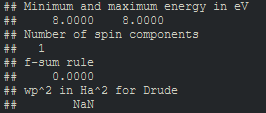 ## Minimum and maximum energy in eV
## 8.0000 8.0000
## Number of spin components
## 1
## f-sum rule
## 0.0000
## wp^2 in Ha^2 for Drude
## NaN